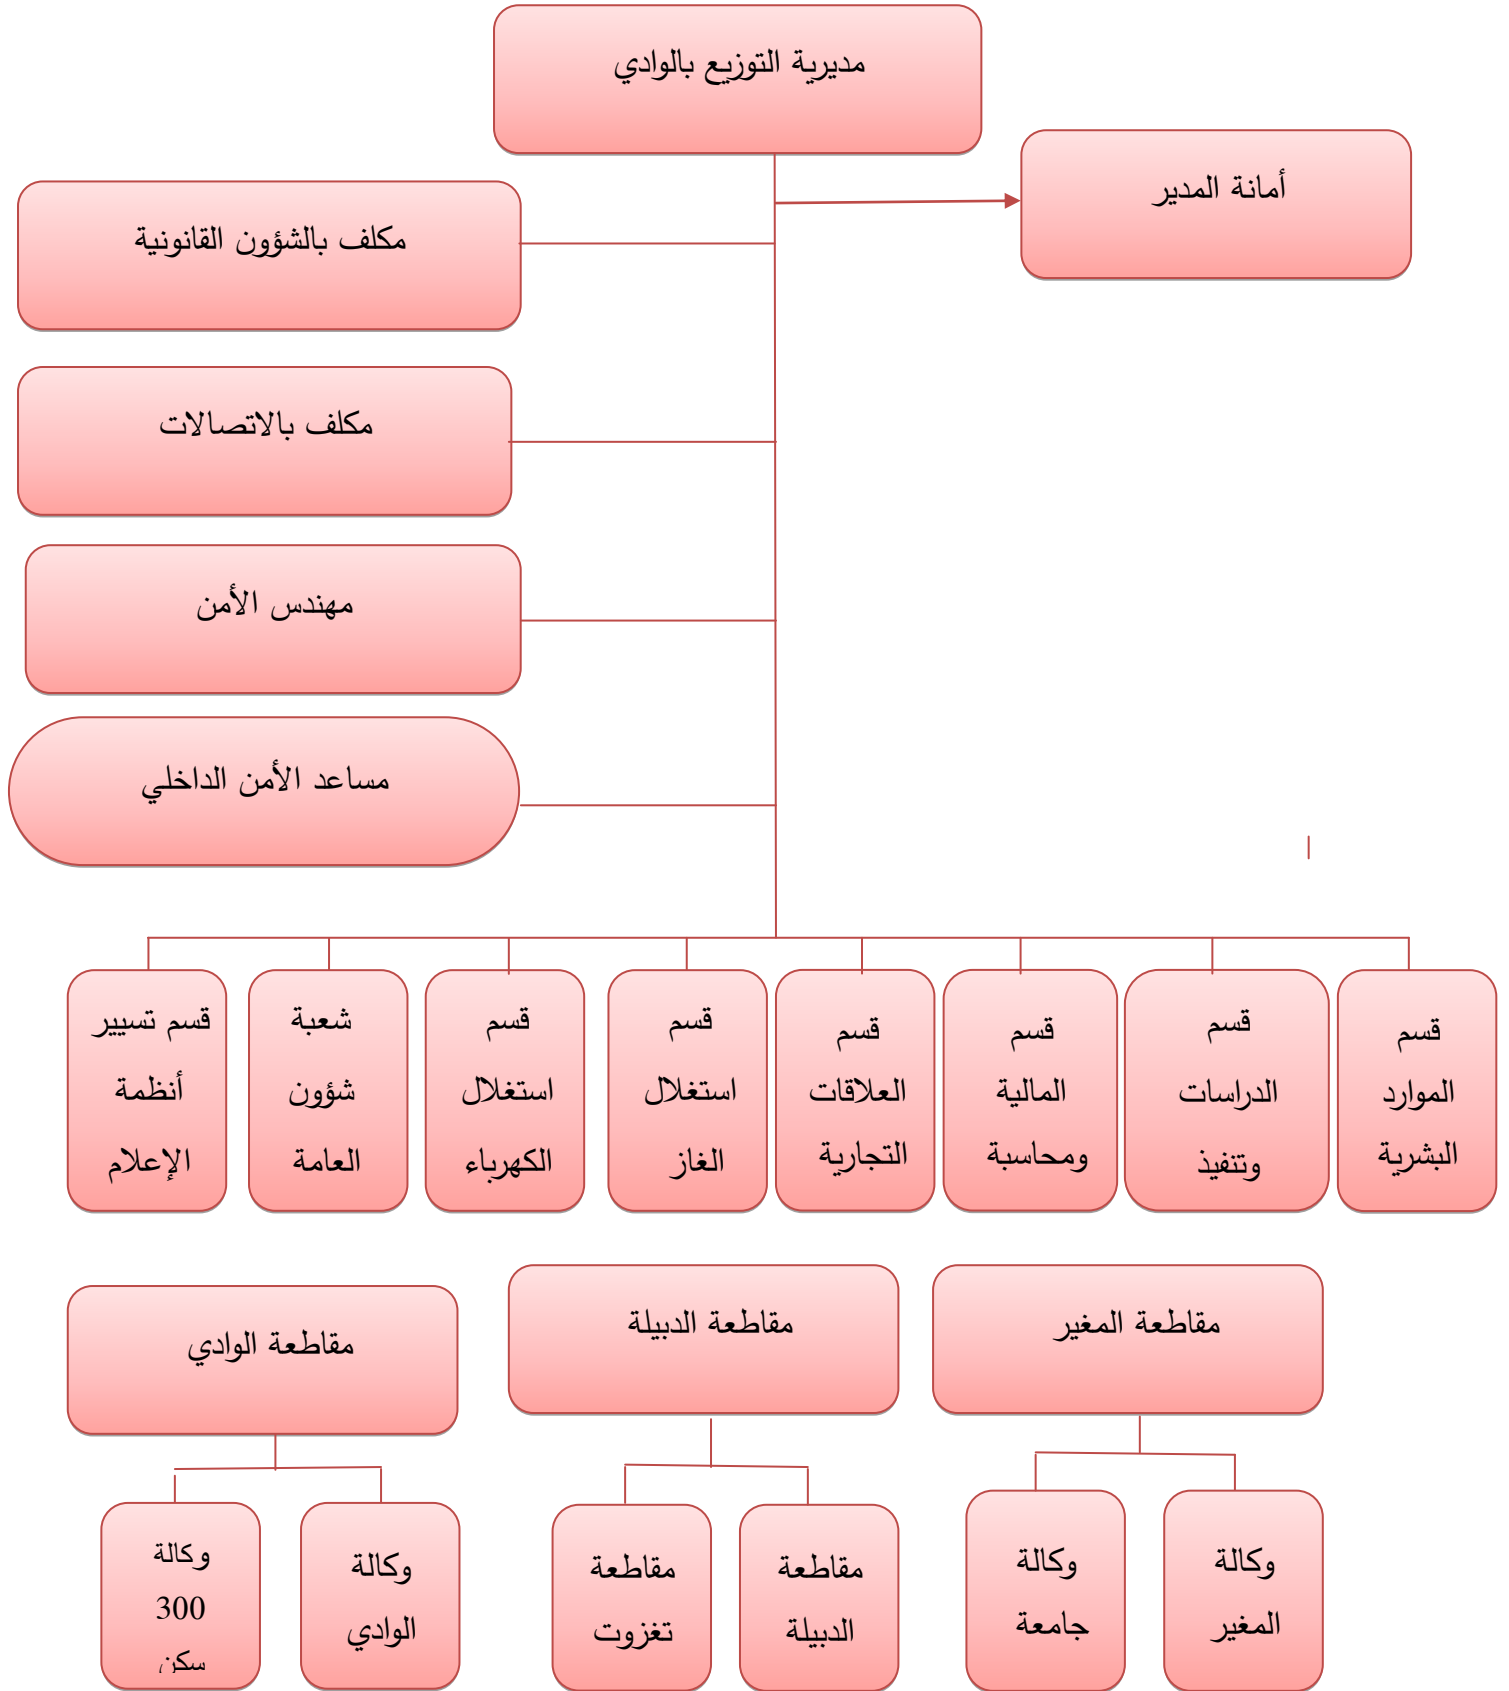 مديرية التوزيع بالوادي
أمانة المدير
مكلف بالشؤون القانونية
مكلف بالاتصالات
مهندس الأمن
مساعد الأمن الداخلي
قسم
الموارد
البشرية
قسم
الدراسات
وتنفيذ
قسم
المالية
ومحاسبة
قسم
العلاقات
التجارية
قسم
استغلال
الغاز
قسم
استغلال
الكهرباء
شعبة
شؤون
العامة
قسم تسيير
أنظمة
الإعلام
مقاطعة المغير
مقاطعة الدبيلة
مقاطعة الوادي
وكالة
المغير
وكالة
جامعة
مقاطعة
الدبيلة
مقاطعة
تغزوت
وكالة
الوادي
وكالة
300
سكن